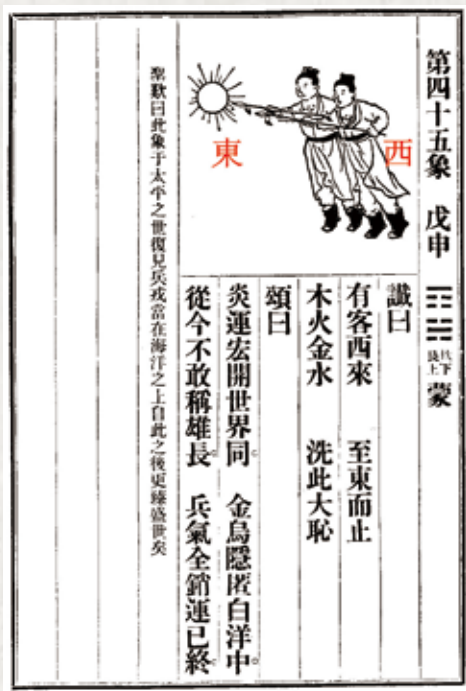 第四十五象 戊申 ䷃ 坎下艮上 蒙
讖曰
有客西來 至東而止
木火金水 洗此大恥
頌曰
炎運宏開世界同 金烏隱匿白洋中
從今不敢稱雄長 兵氣全銷運已終
西
東
聖歎曰此象于太平之世復見兵戎當在海洋之上自此之後更臻盛世矣